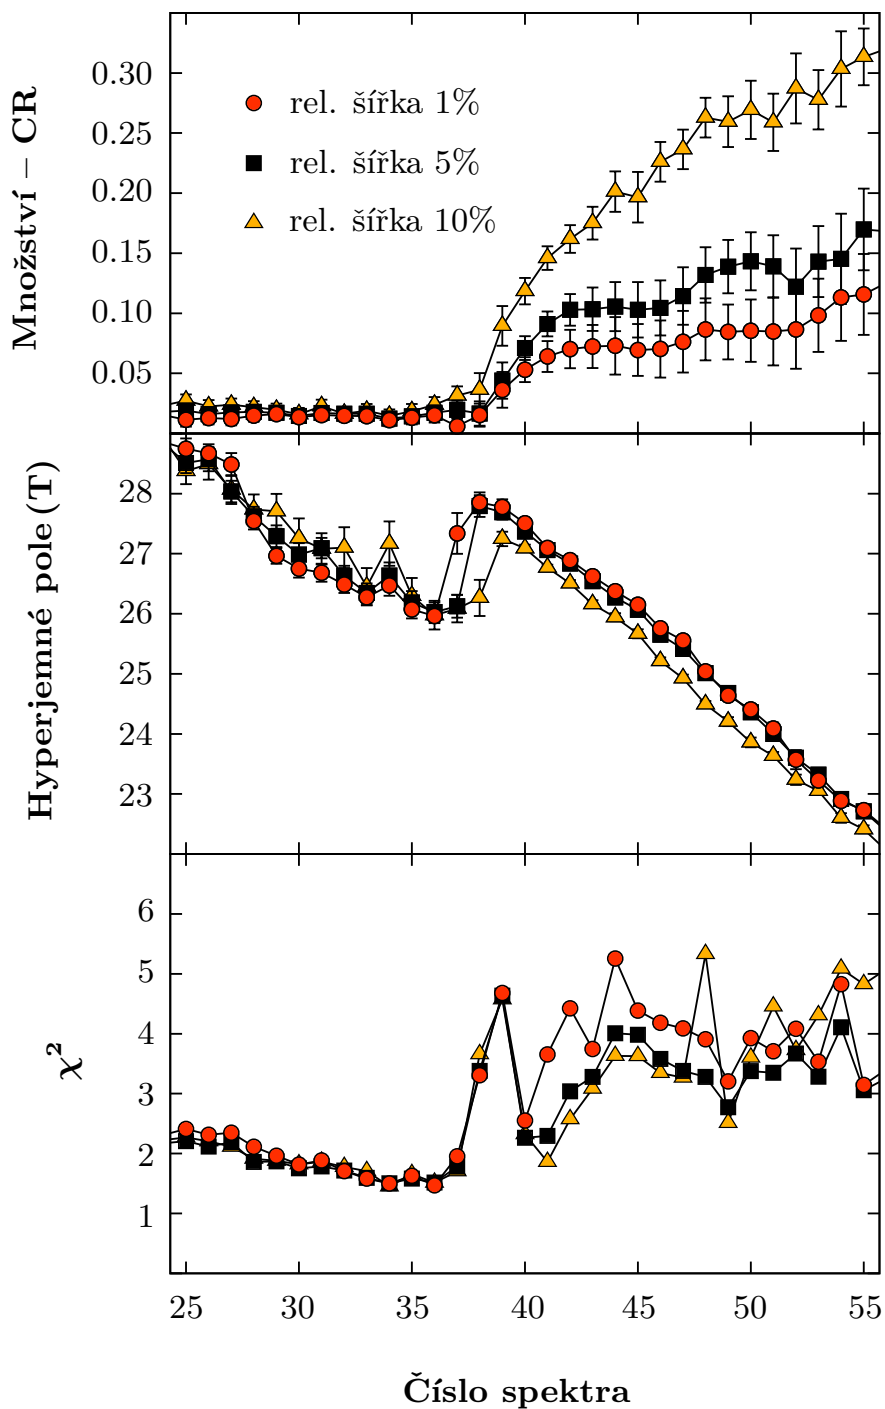 Množství – CR
0.30
0.25
0.20
0.15
0.10
0.05
rel. šířka 1%
rel. šířka 5%
rel. šířka 10%
Hyperjemné pole (T)
28
27
26
25
24
23
χ²
6
5
4
3
2
1
25 30 35 40 45 50 55
Číslo spektra